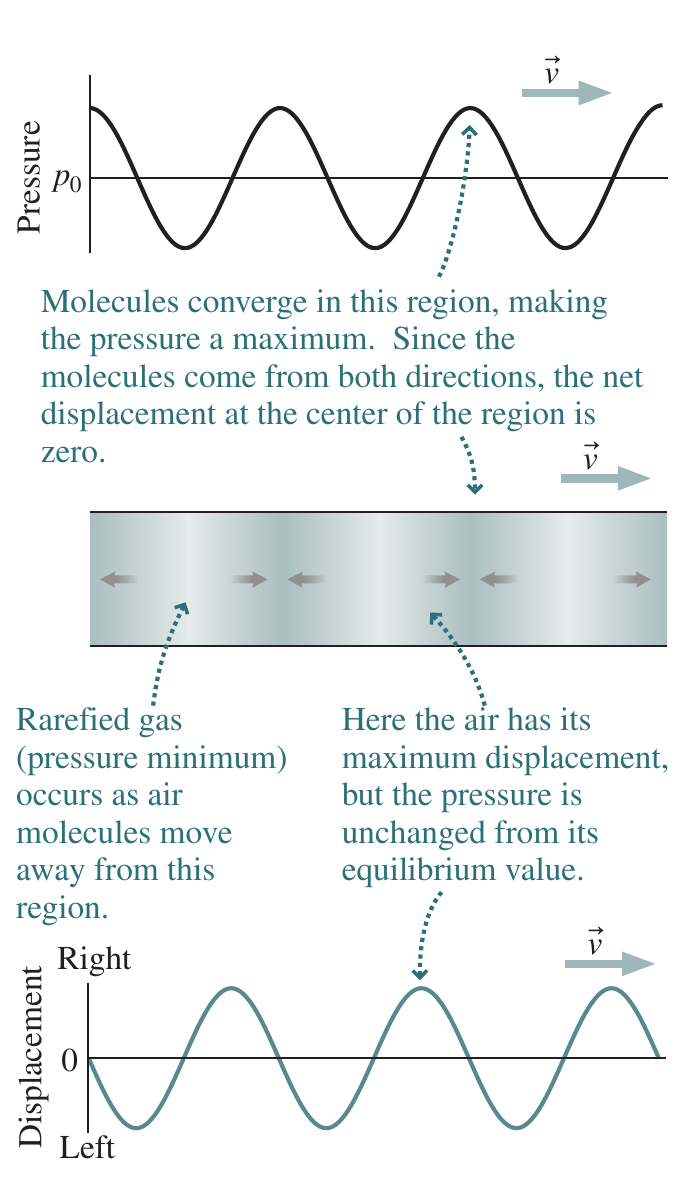 v
Pressure
p0
Molecules converge in this region, making
the pressure a maximum. Since the
molecules come from both directions, the net
displacement at the center of the region is
zero.
v
Rarefied gas
(pressure minimum)
occurs as air
molecules move
away from this
region.
Here the air has its
maximum displacement,
but the pressure is
unchanged from its
equilibrium value.
v
Right
Displacement
0
Left